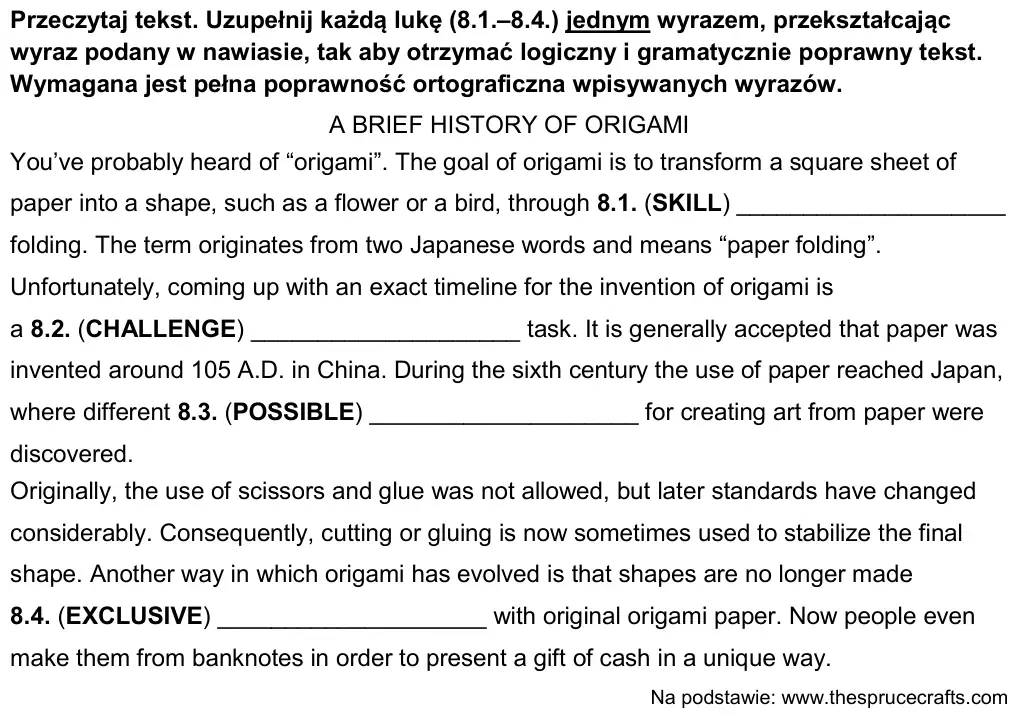 Przeczytaj tekst. Uzupełnij każdą lukę (8.1.–8.4.) jednym wyrazem, przekształcając
wyraz podany w nawiasie, tak aby otrzymać logiczny i gramatycznie poprawny tekst.
Wymagana jest pełna poprawność ortograficzna wpisywanych wyrazów.
A BRIEF HISTORY OF ORIGAMI
You’ve probably heard of “origami”. The goal of origami is to transform a square sheet of
paper into a shape, such as a flower or a bird, through 8.1. (SKILL) ____________________
folding. The term originates from two Japanese words and means “paper folding”.
Unfortunately, coming up with an exact timeline for the invention of origami is
a 8.2. (CHALLENGE) ____________________ task. It is generally accepted that paper was
invented around 105 A.D. in China. During the sixth century the use of paper reached Japan,
where different 8.3. (POSSIBLE) ____________________ for creating art from paper were
discovered.
Originally, the use of scissors and glue was not allowed, but later standards have changed
considerably. Consequently, cutting or gluing is now sometimes used to stabilize the final
shape. Another way in which origami has evolved is that shapes are no longer made
8.4. (EXCLUSIVE) ____________________ with original origami paper. Now people even
make them from banknotes in order to present a gift of cash in a unique way.
Na podstawie: www.thesprucecrafts.com